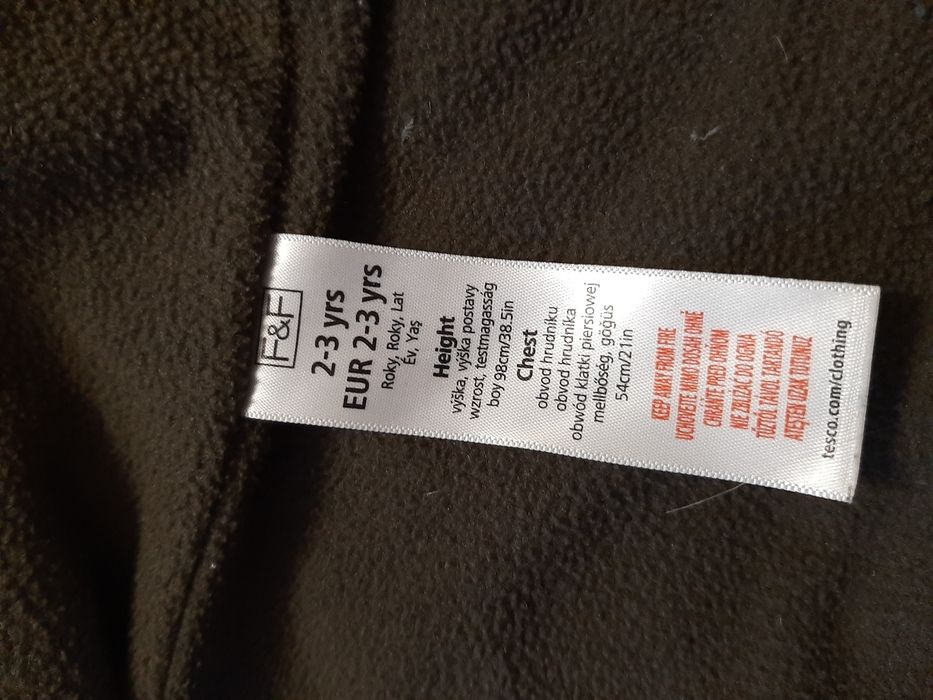 F&F
2-3 yrs
EUR 2-3 yrs
Roky, Roky, Lat
Év, Yaş
Height
výška, výška postavy
wzrost, testmagasság
boy 98cm/38.5in
Chest
obvod hrudníku
obvod hrudníka
obwód klatki piersiowej
mellbőség, göğüs
54cm/21in
KEEP AWAY FROM FIRE
UCHOVEJTE MIMO DOSAH OHNĚ
CHRÁŇTE PRED OHŇOM
NIE ZBLIŻAĆ DO OGNIA
TŰZTŐL TÁVOL TARTANDÓ
ATEŞTEN UZAK TUTUNUZ
tesco.com/clothing